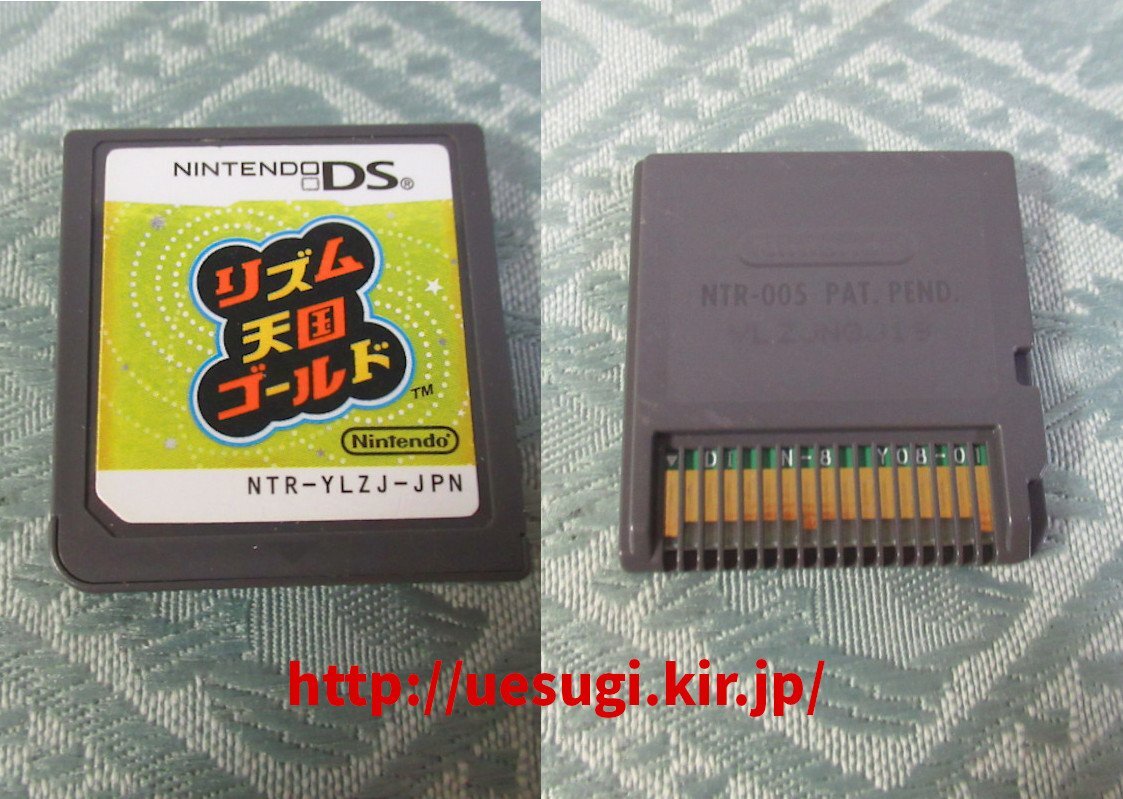 NINTENDO DS®
リズム
天国
ゴールド
TM
Nintendo®
NTR-YLZJ-JPN
NTR-005 PAT. PEND.
D1 N-8 Y08-01
http://uesugi.kir.jp/